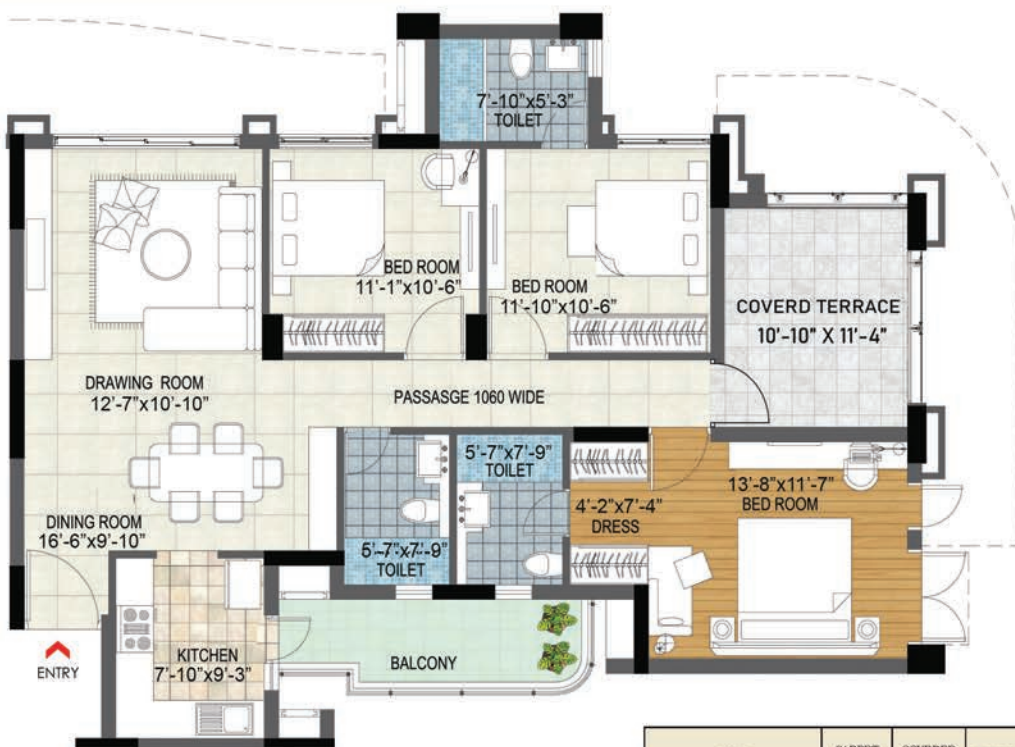 7'-10"x5'-3"
TOILET
BED ROOM
11'-1"x10'-6"
BED ROOM
11'-10"x10'-6"
COVERD TERRACE
10'-10" X 11'-4"
DRAWING ROOM
12'-7"x10'-10"
PASSASGE 1060 WIDE
5'-7"x7'-9"
TOILET
13'-8"x11'-7"
BED ROOM
4'-2"x7'-4"
DRESS
DINING ROOM
16'-6"x9'-10"
5'-7"x7'-9"
TOILET
KITCHEN
7'-10"x9'-3"
BALCONY
ENTRY